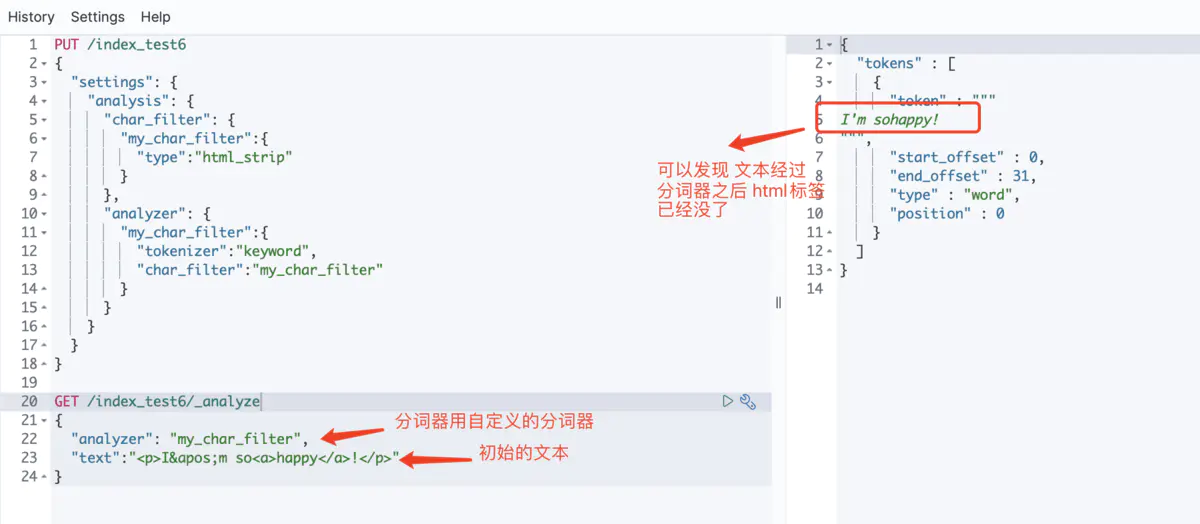 History Settings Help
1 PUT /index_test6
2 {
3 "settings": {
4 "analysis": {
5 "char_filter": {
6 "my_char_filter":{
7 "type":"html_strip"
8 }
9 },
10 "analyzer": {
11 "my_char_filter":{
12 "tokenizer":"keyword",
13 "char_filter":"my_char_filter"
14 }
15 }
16 }
17 }
18 }
19
20 GET /index_test6/_analyze
21 {
22 "analyzer": "my_char_filter",
23 "text":"<p>I&apos;m so<a>happy</a>!</p>"
24 }
分词器用自定义的分词器
初始的文本
可以发现 文本经过
分词器之后 html标签
已经没了
1 {
2 "tokens" : [
3 {
4 "token" : """
5 I'm sohappy!
6 """,
7 "start_offset" : 0,
8 "end_offset" : 31,
9 "type" : "word",
10 "position" : 0
11 }
12 ]
13 }
14